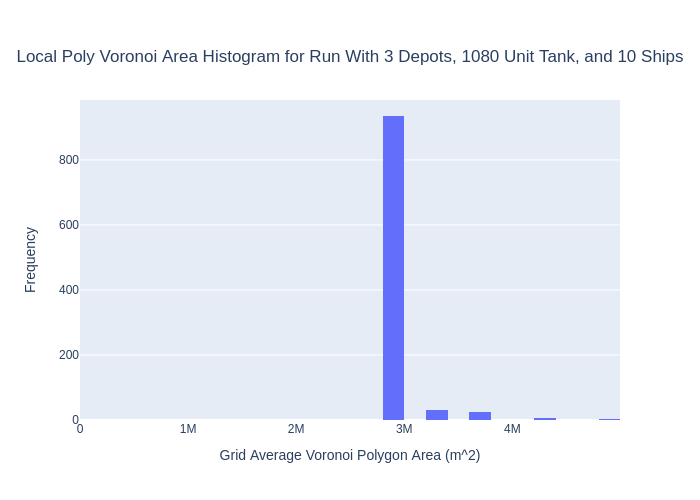 Local Poly Voronoi Area Histogram for Run With 3 Depots, 1080 Unit Tank, and 10 Ships
Frequency
800
600
400
200
0
0 1M 2M 3M 4M
Grid Average Voronoi Polygon Area (m^2)